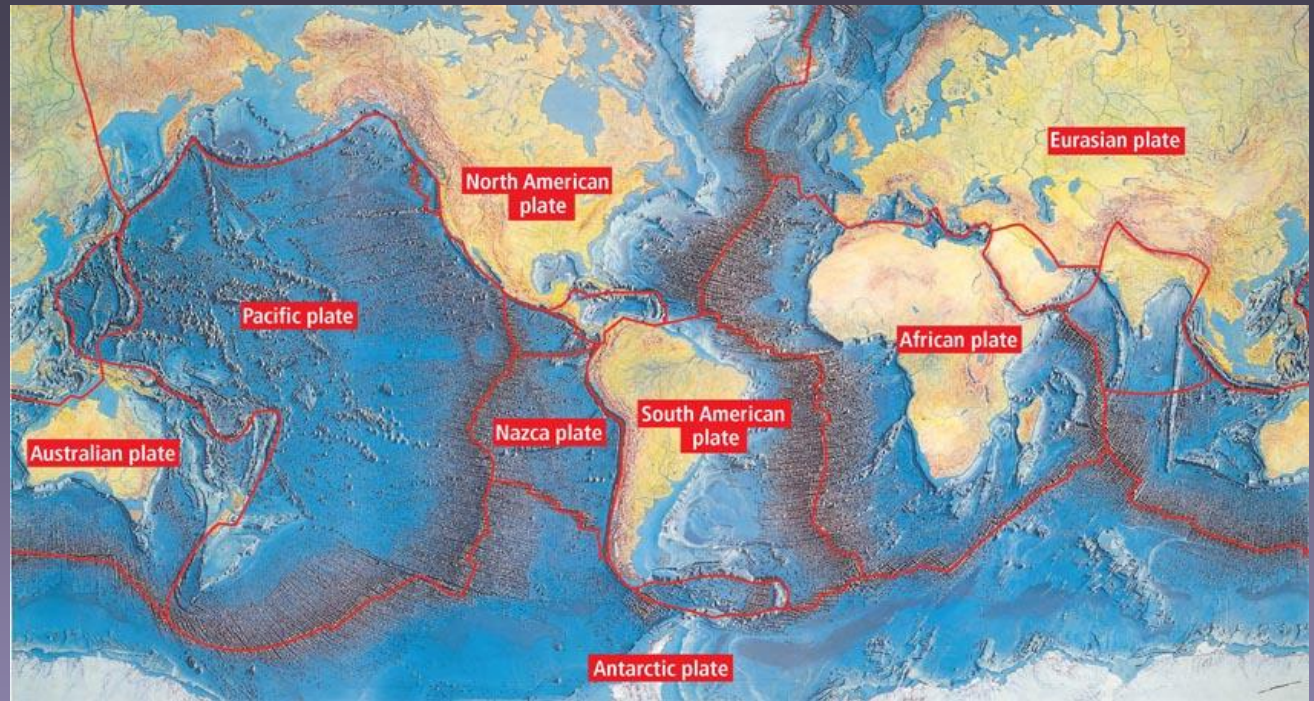 Eurasian plate
North American
plate
Pacific plate
African plate
South American
plate
Nazca plate
Australian plate
Antarctic plate